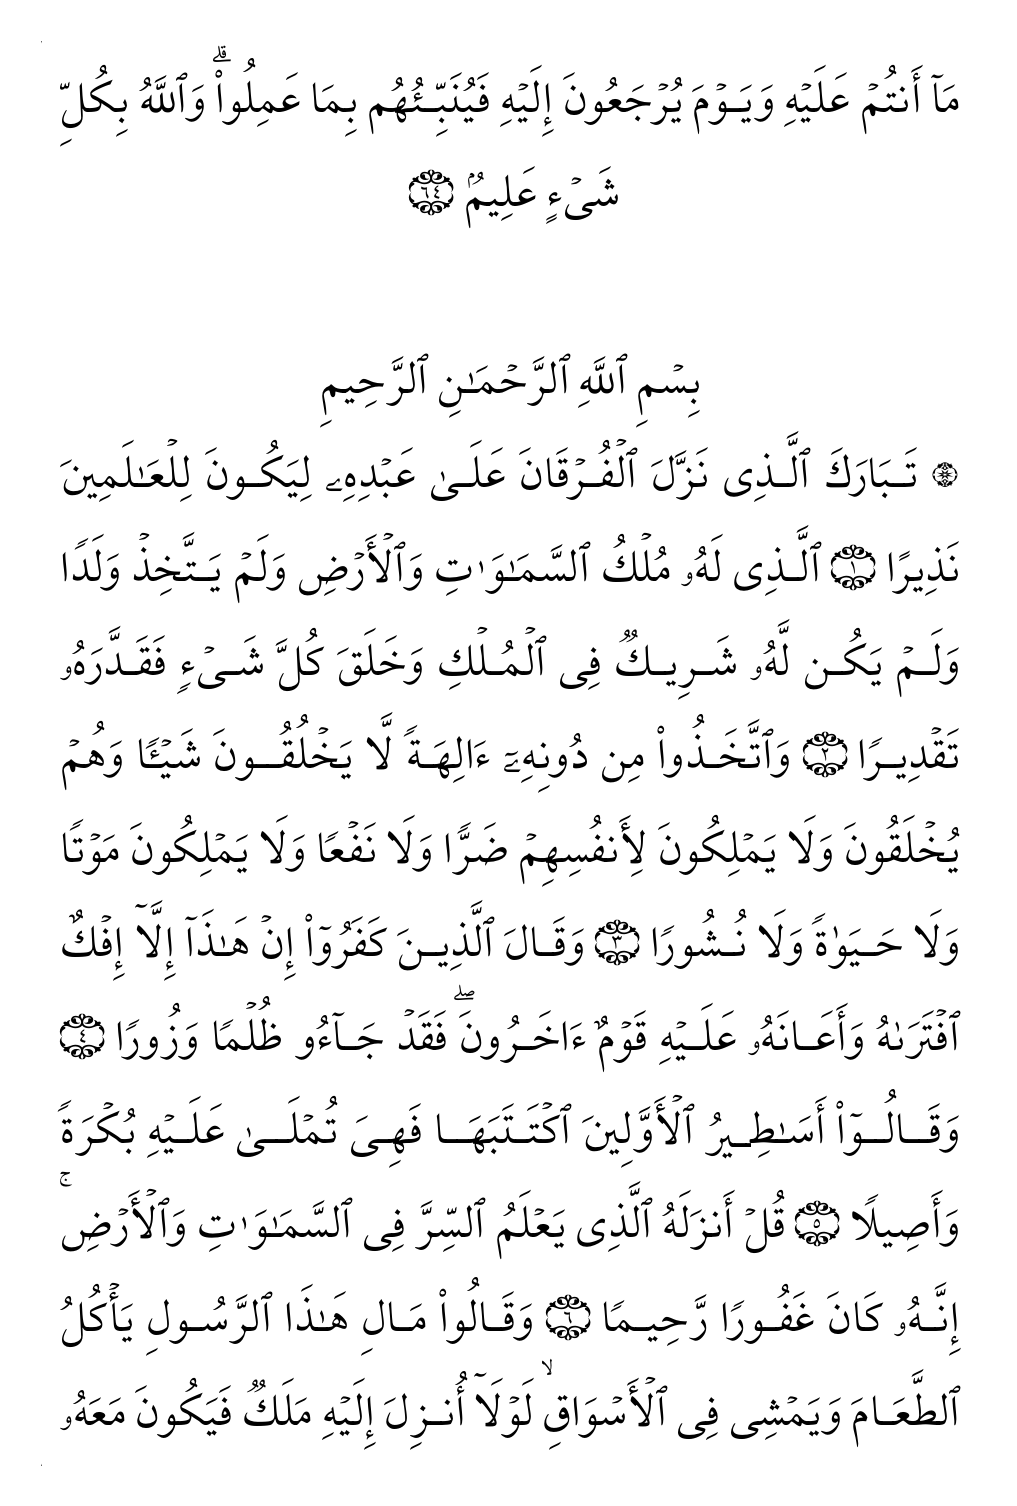 مَآ أَنتُمۡ عَلَيۡهِ وَيَوۡمَ يُرۡجَعُونَ إِلَيۡهِ فَيُنَبِّئُهُم بِمَا عَمِلُواْۗ وَٱللَّهُ بِكُلِّ
شَيۡءٍ عَلِيمُۢ ۝٦٤
بِسۡمِ ٱللَّهِ ٱلرَّحۡمَٰنِ ٱلرَّحِيمِ
۞ تَبَارَكَ ٱلَّذِي نَزَّلَ ٱلۡفُرۡقَانَ عَلَىٰ عَبۡدِهِۦ لِيَكُونَ لِلۡعَٰلَمِينَ
نَذِيرًا ۝١ ٱلَّذِي لَهُۥ مُلۡكُ ٱلسَّمَٰوَٰتِ وَٱلۡأَرۡضِ وَلَمۡ يَتَّخِذۡ وَلَدٗا
وَلَمۡ يَكُن لَّهُۥ شَرِيكٞ فِي ٱلۡمُلۡكِ وَخَلَقَ كُلَّ شَيۡءٖ فَقَدَّرَهُۥ
تَقۡدِيرٗا ۝٢ وَٱتَّخَذُواْ مِن دُونِهِۦٓ ءَالِهَةٗ لَّا يَخۡلُقُونَ شَيۡـٔٗا وَهُمۡ
يُخۡلَقُونَ وَلَا يَمۡلِكُونَ لِأَنفُسِهِمۡ ضَرّٗا وَلَا نَفۡعٗا وَلَا يَمۡلِكُونَ مَوۡتٗا
وَلَا حَيَوٰةٗ وَلَا نُشُورٗا ۝٣ وَقَالَ ٱلَّذِينَ كَفَرُوٓاْ إِنۡ هَٰذَآ إِلَّآ إِفۡكٌ
ٱفۡتَرَىٰهُ وَأَعَانَهُۥ عَلَيۡهِ قَوۡمٌ ءَاخَرُونَۖ فَقَدۡ جَآءُو ظُلۡمٗا وَزُورٗا ۝٤
وَقَالُوٓاْ أَسَٰطِيرُ ٱلۡأَوَّلِينَ ٱكۡتَتَبَهَا فَهِيَ تُمۡلَىٰ عَلَيۡهِ بُكۡرَةٗ
وَأَصِيلٗا ۝٥ قُلۡ أَنزَلَهُ ٱلَّذِي يَعۡلَمُ ٱلسِّرَّ فِي ٱلسَّمَٰوَٰتِ وَٱلۡأَرۡضِۚ
إِنَّهُۥ كَانَ غَفُورٗا رَّحِيمٗا ۝٦ وَقَالُواْ مَالِ هَٰذَا ٱلرَّسُولِ يَأۡكُلُ
ٱلطَّعَامَ وَيَمۡشِي فِي ٱلۡأَسۡوَاقِۙ لَوۡلَآ أُنزِلَ إِلَيۡهِ مَلَكٞ فَيَكُونَ مَعَهُۥ